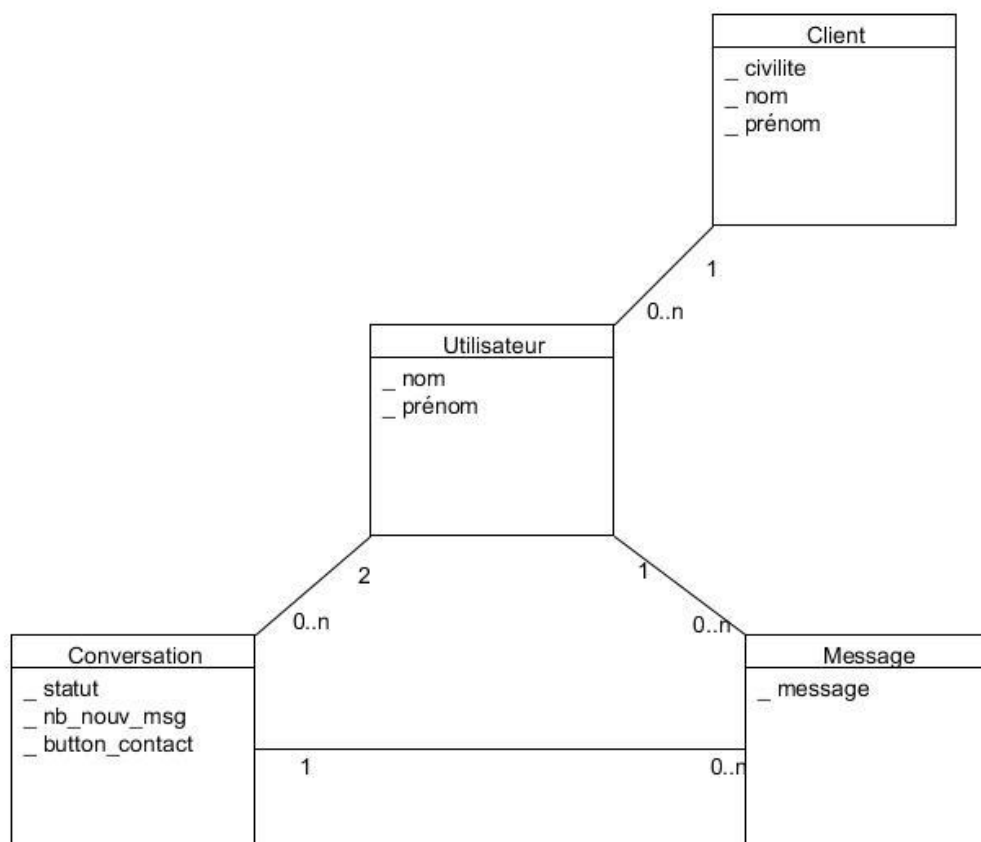 Client
_ civilite
_ nom
_ prénom
1
0..n
Utilisateur
_ nom
_ prénom
2
1
0..n
0..n
Conversation
_ statut
_ nb_nouv_msg
_ button_contact
Message
_ message
1
0..n